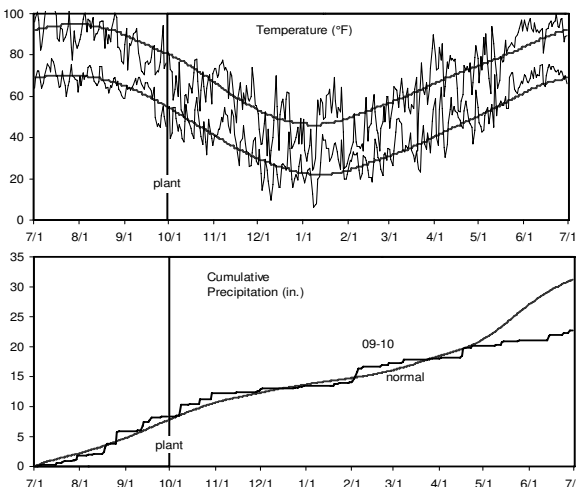 100
Temperature (°F)
80
60
40
20
plant
0
7/1 8/1 9/1 10/1 11/1 12/1 1/1 2/1 3/1 4/1 5/1 6/1 7/1
35
Cumulative
Precipitation (in.)
30
25
09-10
20
normal
15
10
5
plant
0
7/1 8/1 9/1 10/1 11/1 12/1 1/1 2/1 3/1 4/1 5/1 6/1 7/